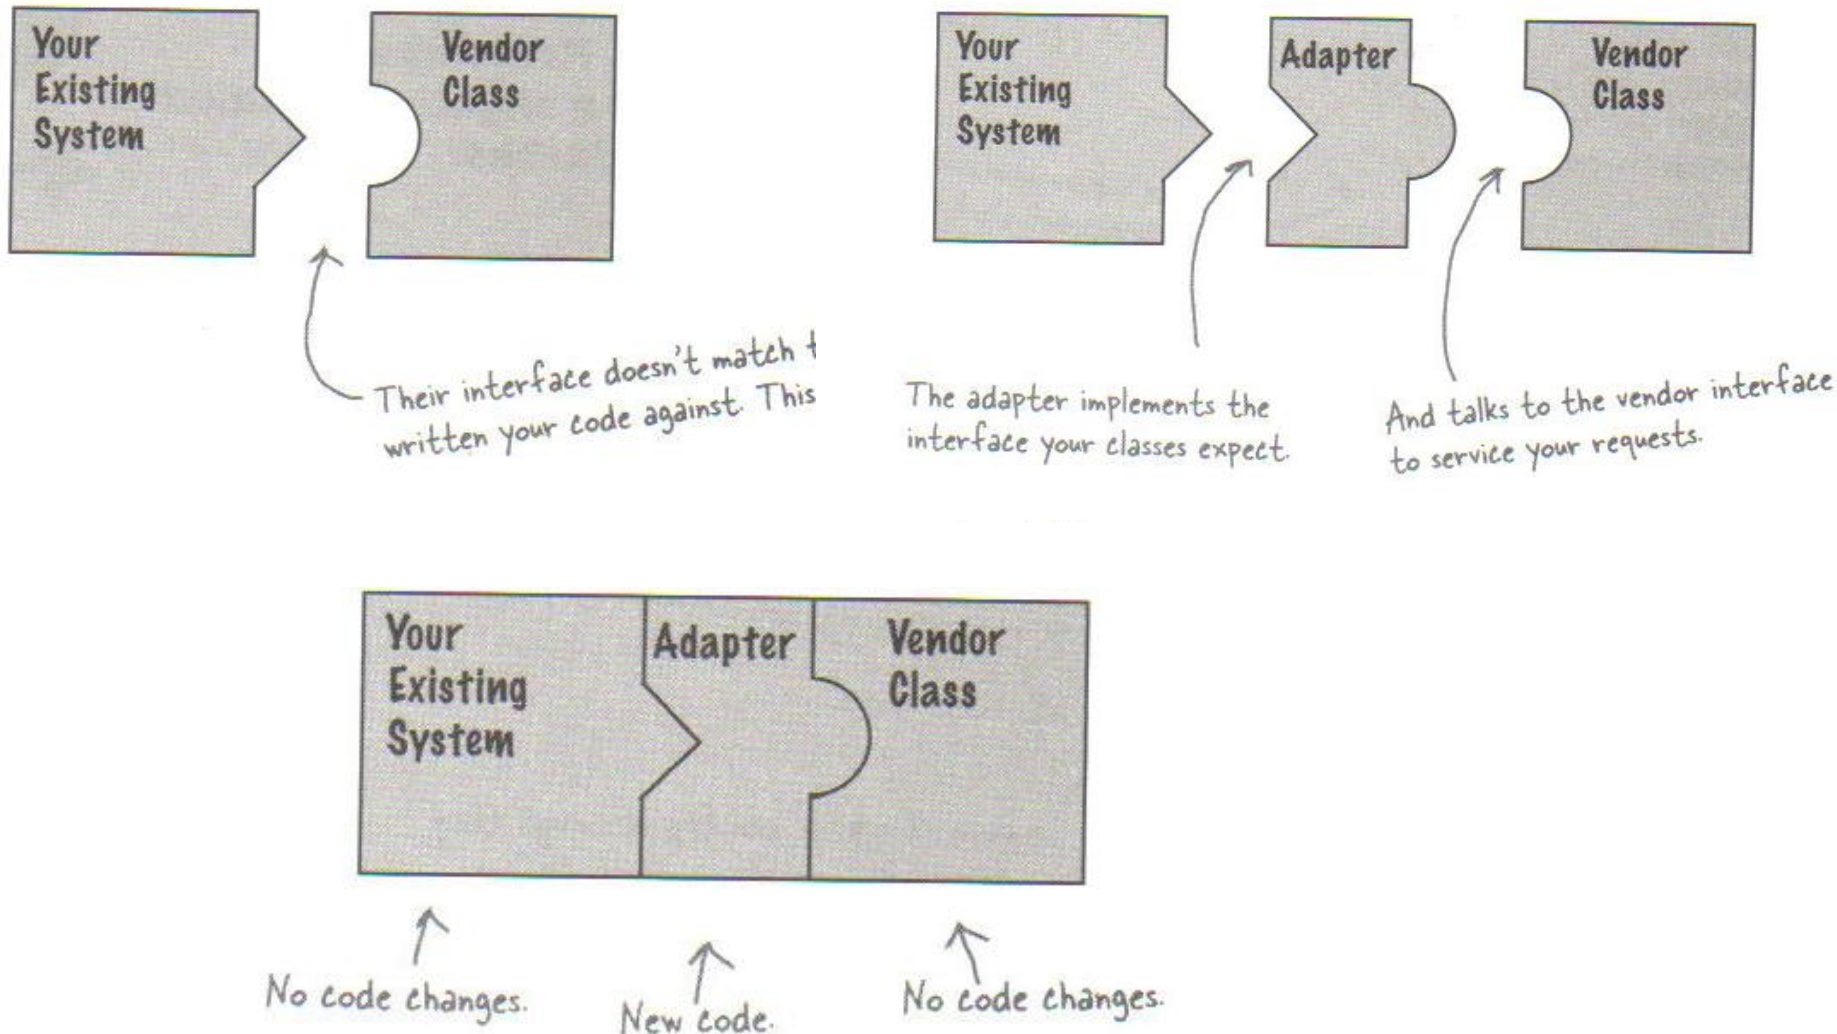 Your
Existing
System
Vendor
Class
Their interface doesn't match
written your code against. This
Your
Existing
System
Adapter
Vendor
Class
The adapter implements the
interface your classes expect.
And talks to the vendor interface
to service your requests.
Your
Existing
System
Adapter
Vendor
Class
No code changes.
New code.
No code changes.